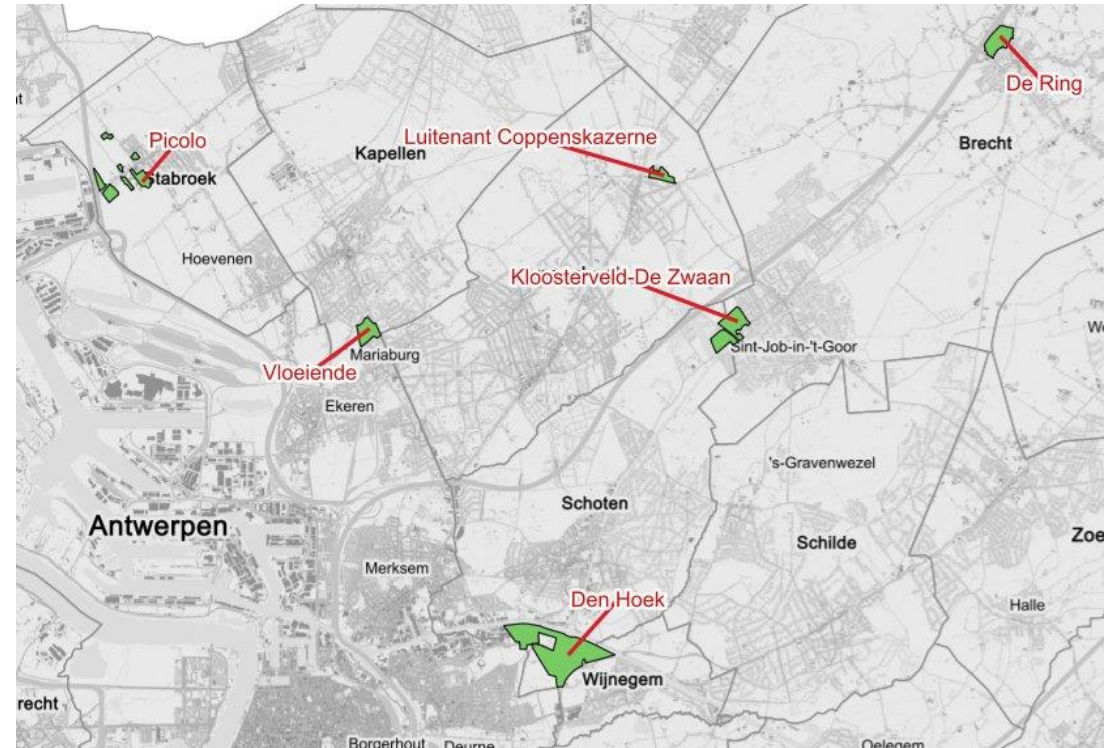 De Ring
Picolo
Luitenant Coppenskazerne
Brecht
Kapellen
Stabroek
Hoevenen
Kloosterveld-De Zwaan
Sint-Job-in-'t-Goor
Mariaburg
Vloeiende
Ekeren
's-Gravenwezel
Schoten
Antwerpen
Schilde
Zoe
Merksem
Den Hoek
Halle
Wijnegem
recht
Borgerhout
Deurne
Oelegem